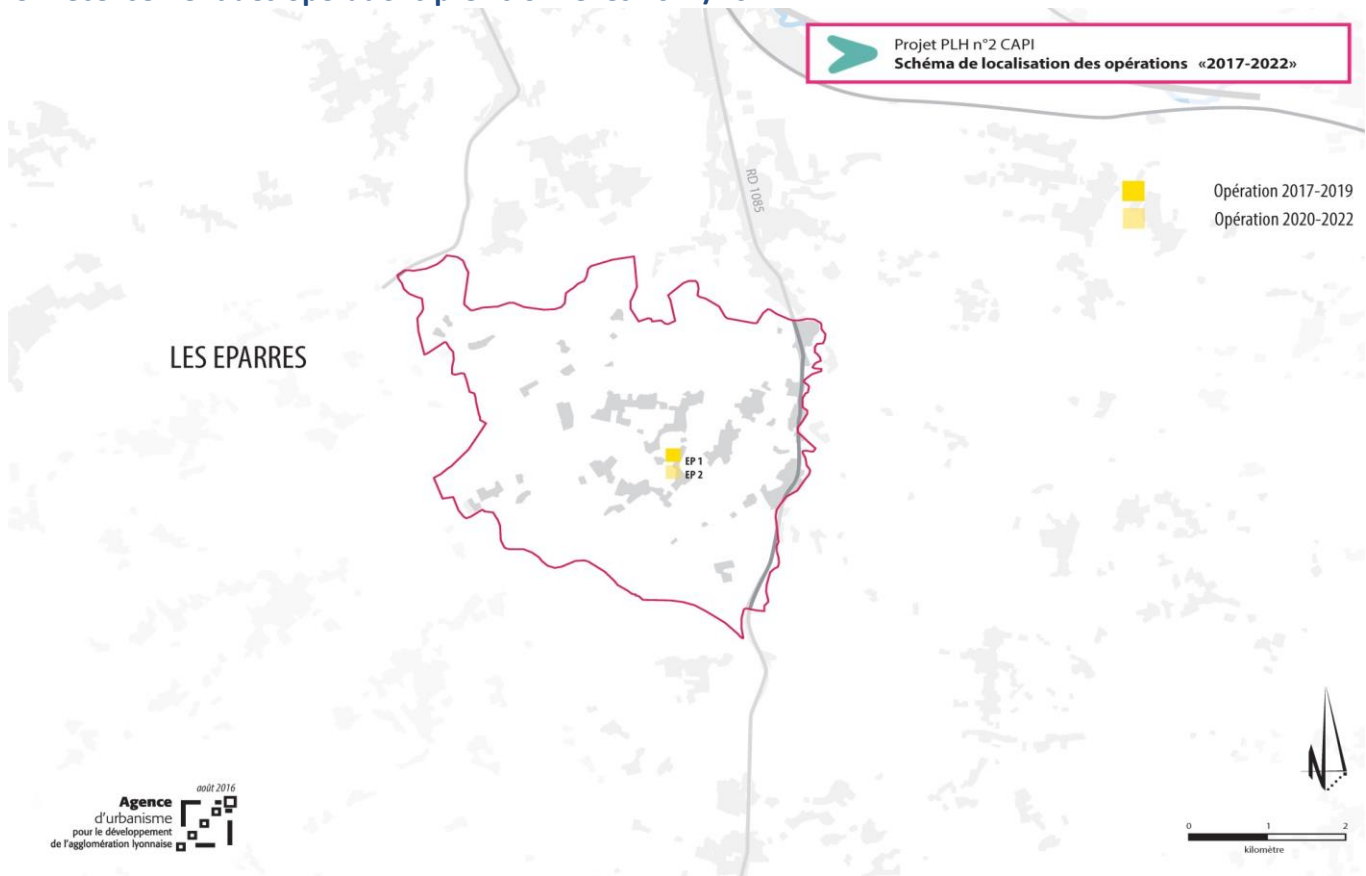 Projet PLH n°2 CAPI
Schéma de localisation des opérations «2017-2022»
RD 1085
Opération 2017-2019
Opération 2020-2022
LES EPARRES
EP 1
EP 2
N
août 2016
Agence
d'urbanisme
pour le développement
de l'agglomération lyonnaise
0 1 2
kilomètre